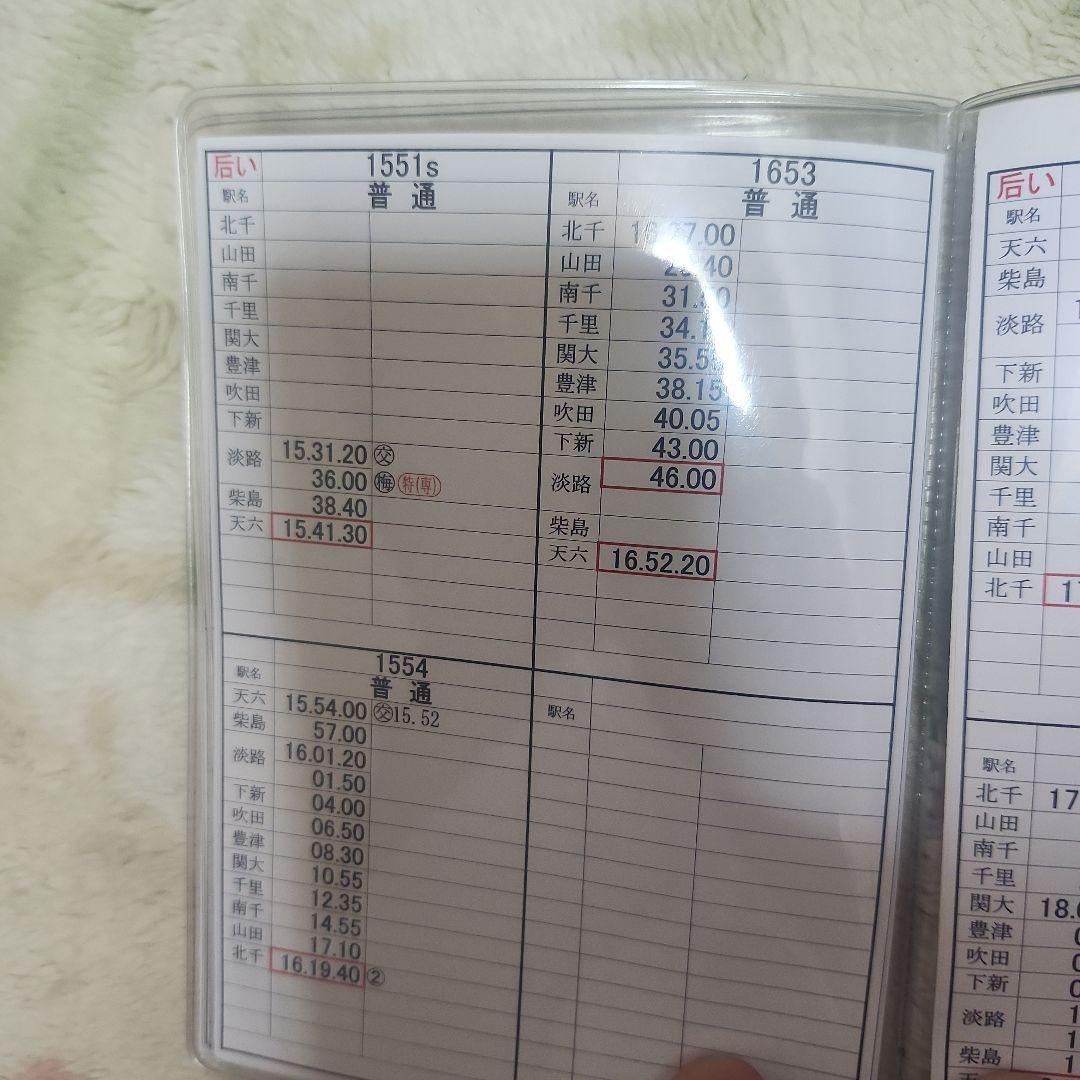 后い 1551s
駅名 普通
北千
山田
南千
千里
関大
豊津
吹田
下新
淡路 15.31.20 ㊋交
36.00 梅 特(専)
柴島 38.40
天六 15.41.30
1653
駅名 普通
北千
山田
南千
千里
関大
豊津 38.15
吹田 40.05
下新 43.00
淡路 46.00
柴島
天六 16.52.20
1554
駅名 普通
天六 15.54.00 交15.52
柴島 57.00
淡路 16.01.20
01.50
下新 04.00
吹田 06.50
豊津 08.30
関大 10.55
千里 12.35
南千 14.55
山田 17.10
北千 16.19.40 ②
駅名
后い
駅名
天六
柴島
淡路
下新
吹田
豊津
関大
千里
南千
山田
北千
駅名
北千 17
山田
南千
千里
関大 18.
豊津
吹田
下新
淡路
柴島